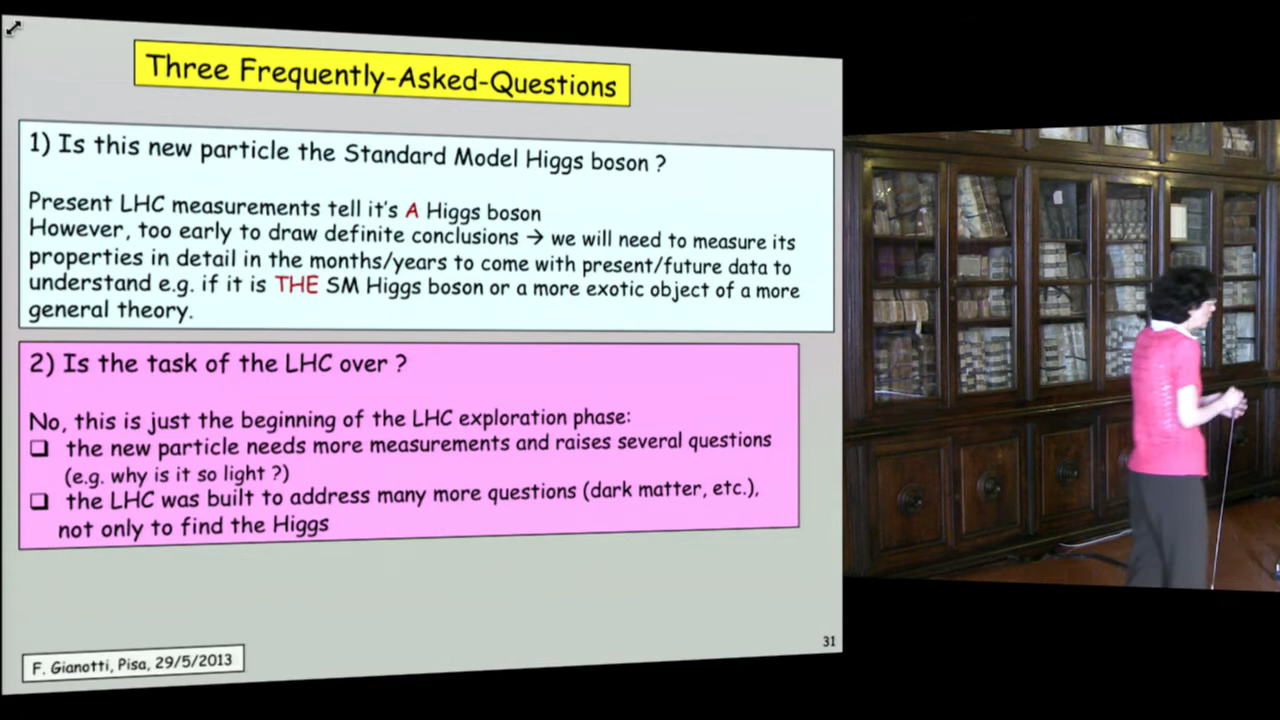 Three Frequently-Asked-Questions
1) Is this new particle the Standard Model Higgs boson ?
Present LHC measurements tell it's A Higgs boson
However, too early to draw definite conclusions → we will need to measure its
properties in detail in the months/years to come with present/future data to
understand e.g. if it is THE SM Higgs boson or a more exotic object of a more
general theory.
2) Is the task of the LHC over ?
No, this is just the beginning of the LHC exploration phase:
❑ the new particle needs more measurements and raises several questions
(e.g. why is it so light ?)
❑ the LHC was built to address many more questions (dark matter, etc.),
not only to find the Higgs
F. Gianotti, Pisa, 29/5/2013
31